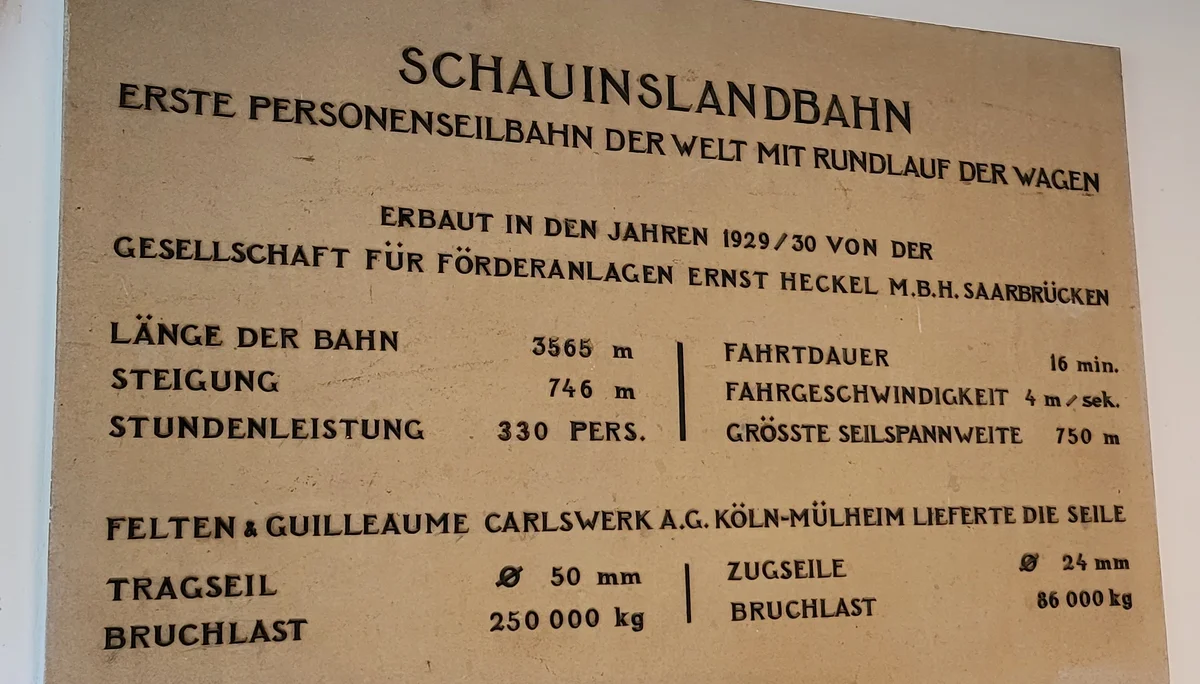 SCHAUINSLANDBAHN
ERSTE PERSONENSEILBAHN DER WELT MIT RUNDLAUF DER WAGEN
ERBAUT IN DEN JAHREN 1929/30 VON DER
GESELLSCHAFT FÜR FÖRDERANLAGEN ERNST HECKEL M.B.H. SAARBRÜCKEN
LÄNGE DER BAHN 3565 m
STEIGUNG 746 m
STUNDENLEISTUNG 330 PERS.
FAHRTDAUER 16 min.
FAHRGESCHWINDIGKEIT 4 m/sek.
GRÖSSTE SEILSPANNWEITE 750 m
FELTEN & GUILLEAUME CARLSWERK A.G. KÖLN-MÜLHEIM LIEFERTE DIE SEILE
TRAGSEIL Ø 50 mm
BRUCHLAST 250 000 kg
ZUGSEILE Ø 24 mm
BRUCHLAST 86 000 kg